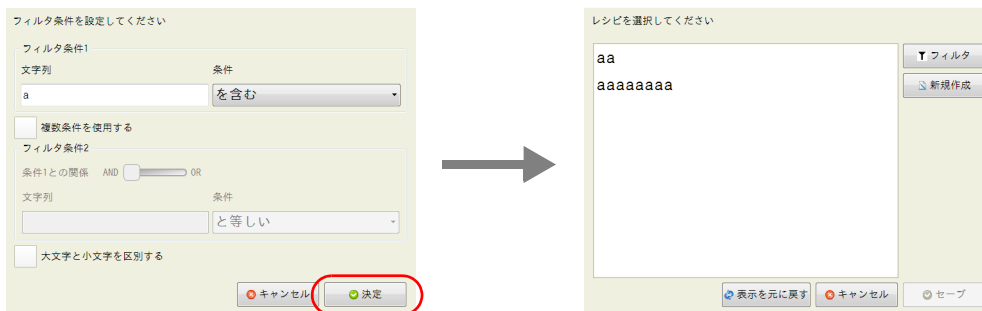 フィルタ条件を設定してください
フィルタ条件1
文字列 条件
a を含む
複数条件を使用する
フィルタ条件2
条件1との関係 AND OR
文字列 条件
と等しい
大文字と小文字を区別する
キャンセル 決定
レシピを選択してください
aa
aaaaaaaa
フィルタ
新規作成
表示を元に戻す キャンセル セーブ